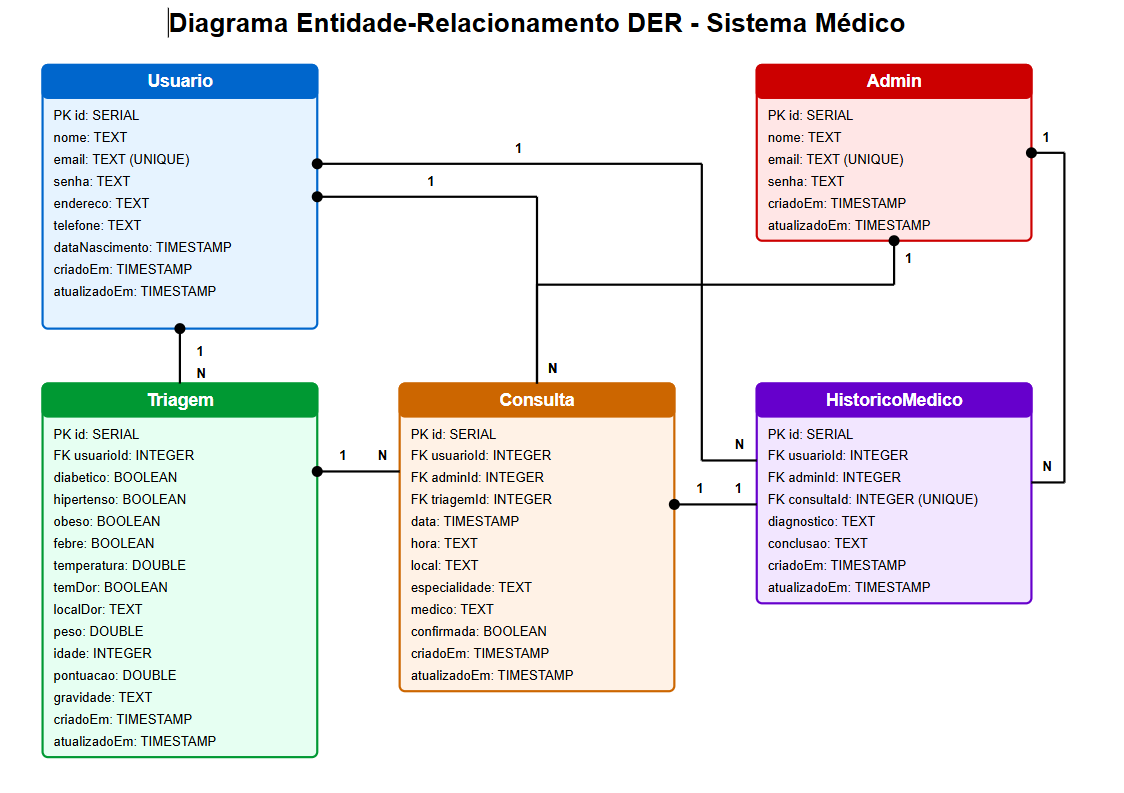 Diagrama Entidade-Relacionamento DER - Sistema Médico
Usuario
PK id: SERIAL
nome: TEXT
email: TEXT (UNIQUE)
senha: TEXT
endereco: TEXT
telefone: TEXT
dataNascimento: TIMESTAMP
criadoEm: TIMESTAMP
atualizadoEm: TIMESTAMP
Admin
PK id: SERIAL
nome: TEXT
email: TEXT (UNIQUE)
senha: TEXT
criadoEm: TIMESTAMP
atualizadoEm: TIMESTAMP
1
1
1
1
1
N
N
Triagem
PK id: SERIAL
FK usuarioId: INTEGER
diabetico: BOOLEAN
hipertenso: BOOLEAN
obeso: BOOLEAN
febre: BOOLEAN
temperatura: DOUBLE
temDor: BOOLEAN
localDor: TEXT
peso: DOUBLE
idade: INTEGER
pontuacao: DOUBLE
gravidade: TEXT
criadoEm: TIMESTAMP
atualizadoEm: TIMESTAMP
1 N
Consulta
PK id: SERIAL
FK usuarioId: INTEGER
FK adminId: INTEGER
FK triagemId: INTEGER
data: TIMESTAMP
hora: TEXT
local: TEXT
especialidade: TEXT
medico: TEXT
confirmada: BOOLEAN
criadoEm: TIMESTAMP
atualizadoEm: TIMESTAMP
N
1 1
HistoricoMedico
PK id: SERIAL
FK usuarioId: INTEGER
FK adminId: INTEGER
FK consultaId: INTEGER (UNIQUE)
diagnostico: TEXT
conclusao: TEXT
criadoEm: TIMESTAMP
atualizadoEm: TIMESTAMP
N